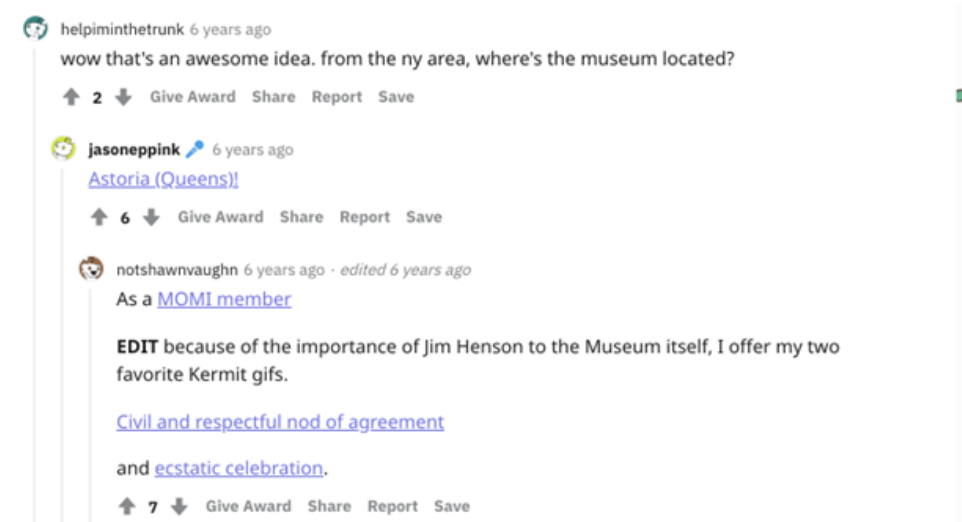 helpiminthetrunk 6 years ago
wow that's an awesome idea. from the ny area, where's the museum located?
2 Give Award Share Report Save
jasoneppink 6 years ago
Astoria (Queens)!
6 Give Award Share Report Save
notshawnvaughn 6 years ago · edited 6 years ago
As a MOMI member
EDIT because of the importance of Jim Henson to the Museum itself, I offer my two
favorite Kermit gifs.
Civil and respectful nod of agreement
and ecstatic celebration.
7 Give Award Share Report Save